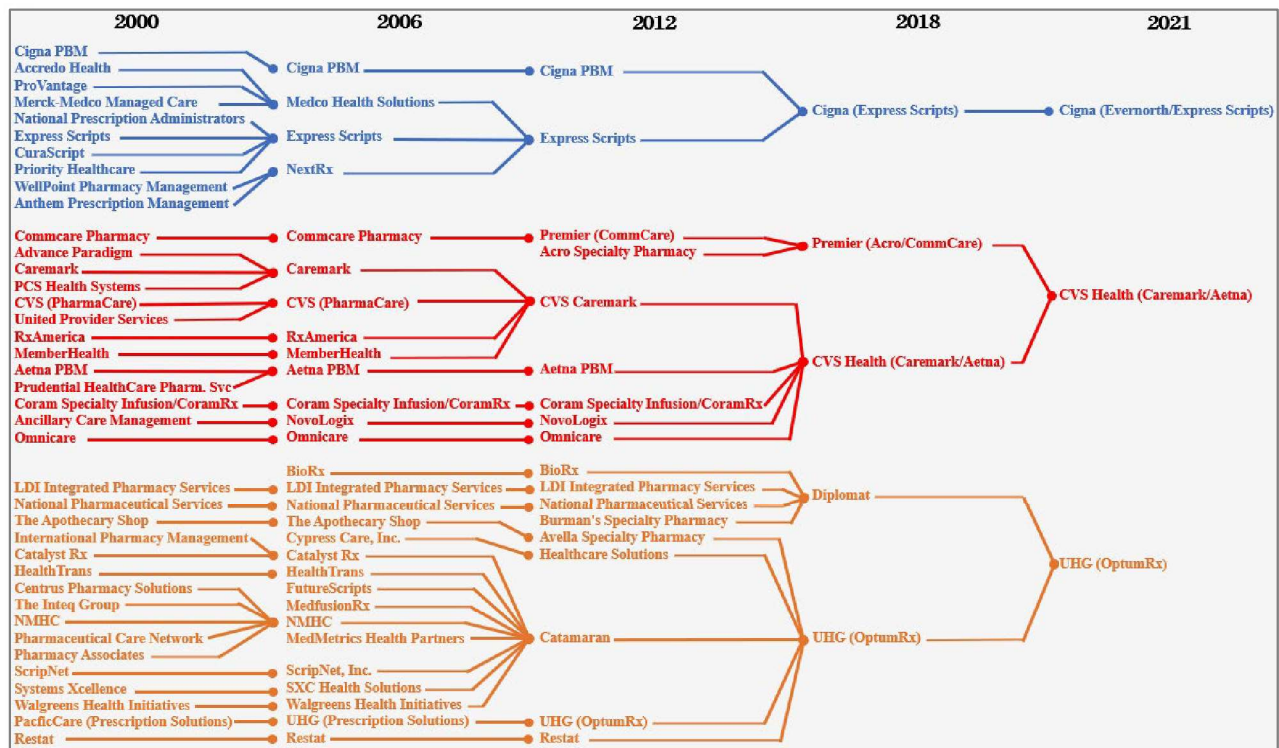 2000 2006 2012 2018 2021
Cigna PBM
Accredo Health
ProVantage
Merck-Medco Managed Care
National Prescription Administrators
Express Scripts
CuraScript
Priority Healthcare
WellPoint Pharmacy Management
Anthem Prescription Management
Cigna PBM
Medco Health Solutions
Express Scripts
NextRx
Cigna PBM
Express Scripts
Cigna (Express Scripts)
Cigna (Evernorth/Express Scripts)
Commcare Pharmacy
Advance Paradigm
Caremark
PCS Health Systems
CVS (PharmaCare)
United Provider Services
RxAmerica
MemberHealth
Aetna PBM
Prudential HealthCare Pharm. Svc
Coram Specialty Infusion/CoramRx
Ancillary Care Management
Omnicare
Commcare Pharmacy
Caremark
CVS (PharmaCare)
RxAmerica
MemberHealth
Aetna PBM
Coram Specialty Infusion/CoramRx
NovoLogix
Omnicare
Premier (CommCare)
Acro Specialty Pharmacy
CVS Caremark
Aetna PBM
Coram Specialty Infusion/CoramRx
NovoLogix
Omnicare
Premier (Acro/CommCare)
CVS Health (Caremark/Aetna)
CVS Health (Caremark/Aetna)
LDI Integrated Pharmacy Services
National Pharmaceutical Services
The Apothecary Shop
International Pharmacy Management
Catalyst Rx
HealthTrans
Centrus Pharmacy Solutions
The Inteq Group
NMHC
Pharmaceutical Care Network
Pharmacy Associates
ScripNet
Systems Xcellence
Walgreens Health Initiatives
PacficCare (Prescription Solutions)
Restat
BioRx
LDI Integrated Pharmacy Services
National Pharmaceutical Services
The Apothecary Shop
Cypress Care, Inc.
Catalyst Rx
HealthTrans
FutureScripts
MedfusionRx
NMHC
MedMetrics Health Partners
ScripNet, Inc.
SXC Health Solutions
Walgreens Health Initiatives
UHG (Prescription Solutions)
Restat
BioRx
LDI Integrated Pharmacy Services
National Pharmaceutical Services
Burman's Specialty Pharmacy
Avella Specialty Pharmacy
Healthcare Solutions
Catamaran
UHG (OptumRx)
Restat
Diplomat
UHG (OptumRx)
UHG (OptumRx)